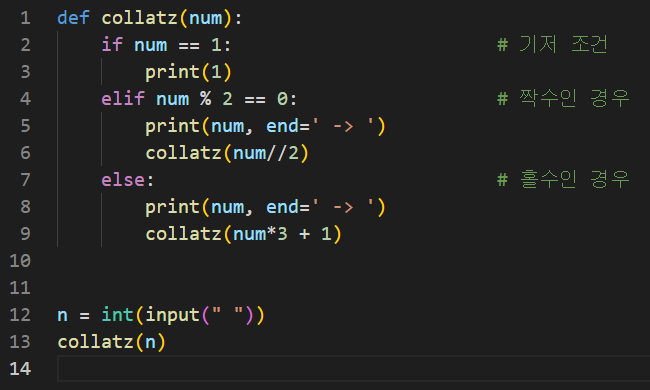 1 def collatz(num):
2     if num == 1:                        # 기저 조건
3         print(1)
4     elif num % 2 == 0:                  # 짝수인 경우
5         print(num, end=' -> ')
6         collatz(num//2)
7     else:                               # 홀수인 경우
8         print(num, end=' -> ')
9         collatz(num*3 + 1)
10
11
12 n = int(input(" "))
13 collatz(n)
14